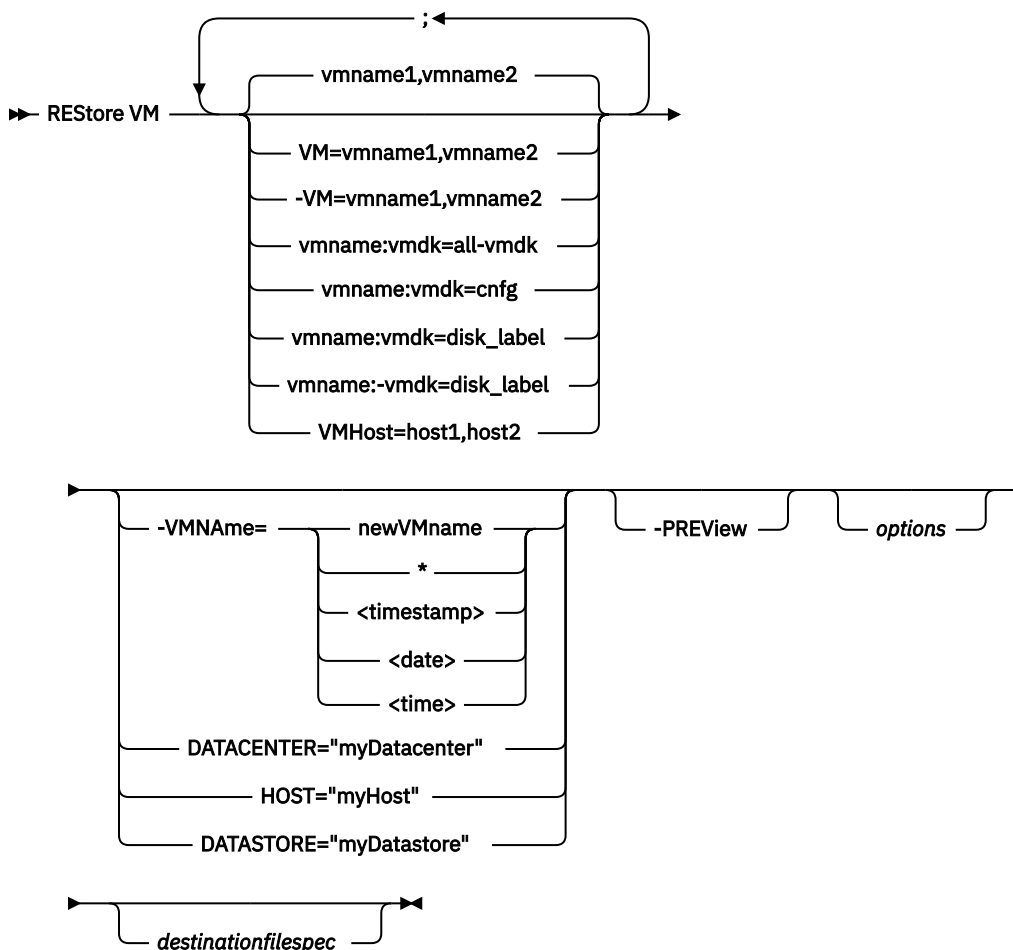 ;
vmname1,vmname2
REStore VM
VM=vmname1,vmname2
-VM=vmname1,vmname2
vmname:vmdk=all-vmdk
vmname:vmdk=cnfg
vmname:vmdk=disk_label
vmname:-vmdk=disk_label
VMHost=host1,host2
-VMNAme= newVMname -PREView options
*
<timestamp>
<date>
<time>
DATACENTER="myDatacenter"
HOST="myHost"
DATASTORE="myDatastore"
destinationfilespec